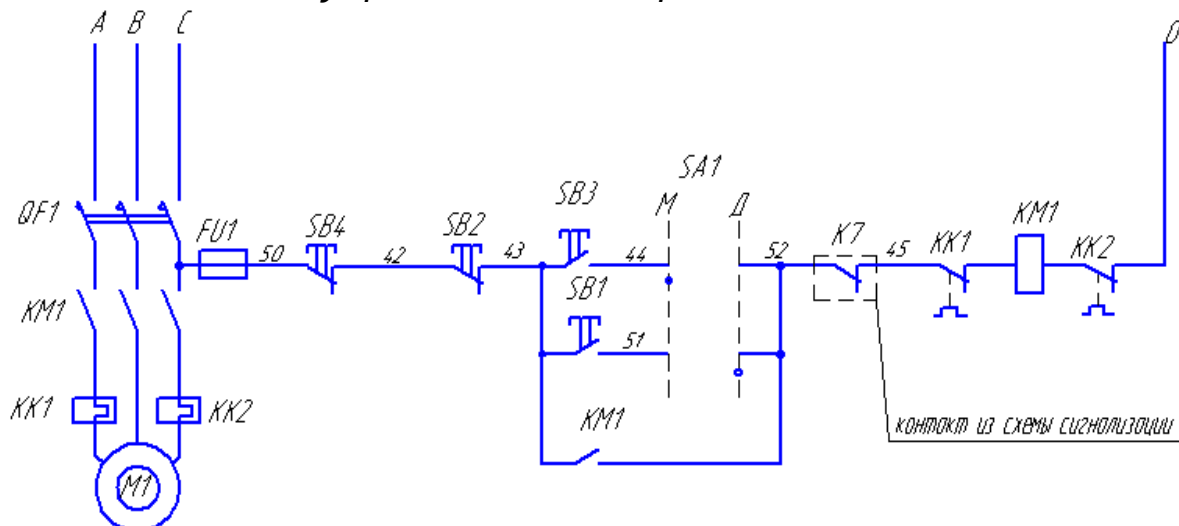 A B C
SA1
SB3
M Д
QF1
FU1
50
SB4
42
SB2
43
44
52
K7
45
KK1
KM1
KK2
SB1
51
KM1
KK1
KK2
KM1
контакт из схемы сигнализации
M1